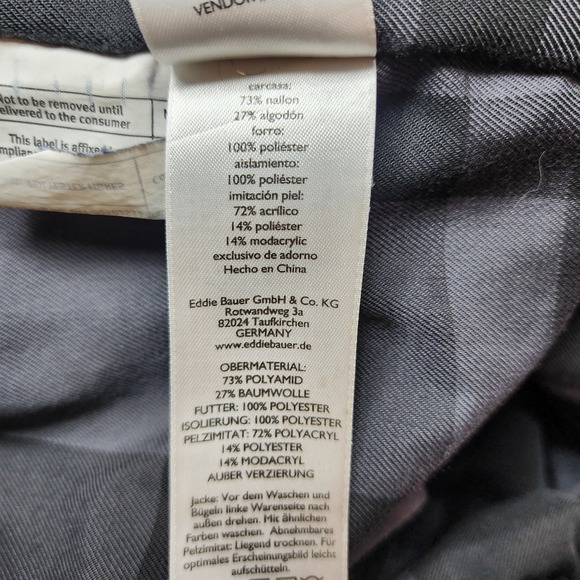 VENDOM
Not to be removed until
delivered to the consumer
This label is affixe
carcasa:
73% nailon
27% algodón
forro:
100% poliéster
aislamiento:
100% poliéster
imitación piel:
72% acrílico
14% poliéster
14% modacrylic
exclusivo de adorno
Hecho en China
Eddie Bauer GmbH & Co. KG
Rotwandweg 3a
82024 Taufkirchen
GERMANY
www.eddiebauer.de
OBERMATERIAL:
73% POLYAMID
27% BAUMWOLLE
FUTTER: 100% POLYESTER
ISOLIERUNG: 100% POLYESTER
PELZIMITAT: 72% POLYACRYL
14% POLYESTER
14% MODACRYL
AUßER VERZIERUNG
Jacke: Vor dem Waschen und
Bügeln linke Warenseite nach
außen drehen. Mit ähnlichen
Farben waschen. Abnehmbares
Pelzimitat: Liegend trocknen. Für
optimales Erscheinungsbild leicht
aufschütteln.